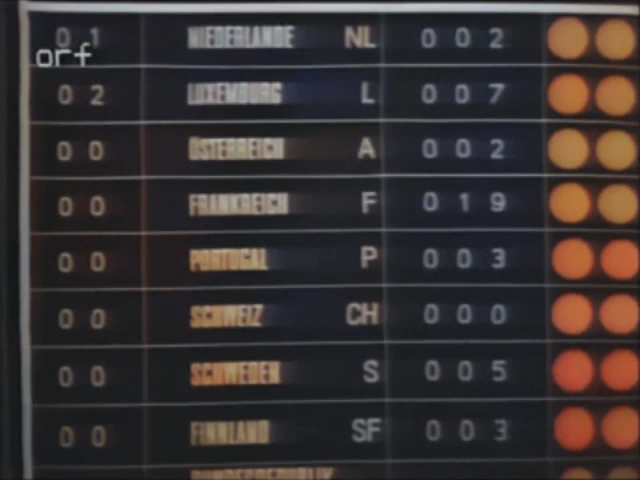 0 1 NIEDERLANDE NL 0 0 2
orf
0 2 LUXEMBURG L 0 0 7
0 0 ÖSTERREICH A 0 0 2
0 0 FRANKREICH F 0 1 9
0 0 PORTUGAL P 0 0 3
0 0 SCHWEIZ CH 0 0 0
0 0 SCHWEDEN S 0 0 5
0 0 FINNLAND SF 0 0 3
BUNDESREPUBLIK